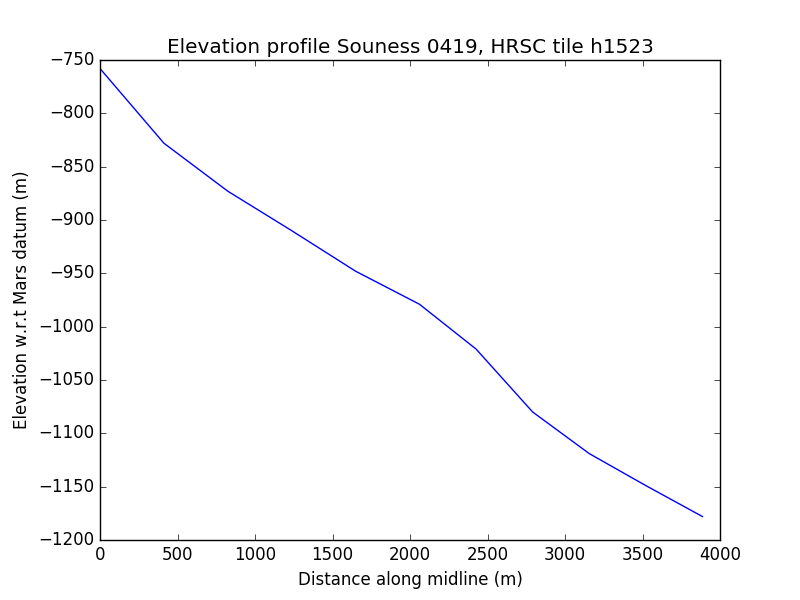 Elevation profile Souness 0419, HRSC tile h1523
Elevation w.r.t Mars datum (m)
−750
−800
−850
−900
−950
−1000
−1050
−1100
−1150
−1200
0 500 1000 1500 2000 2500 3000 3500 4000
Distance along midline (m)